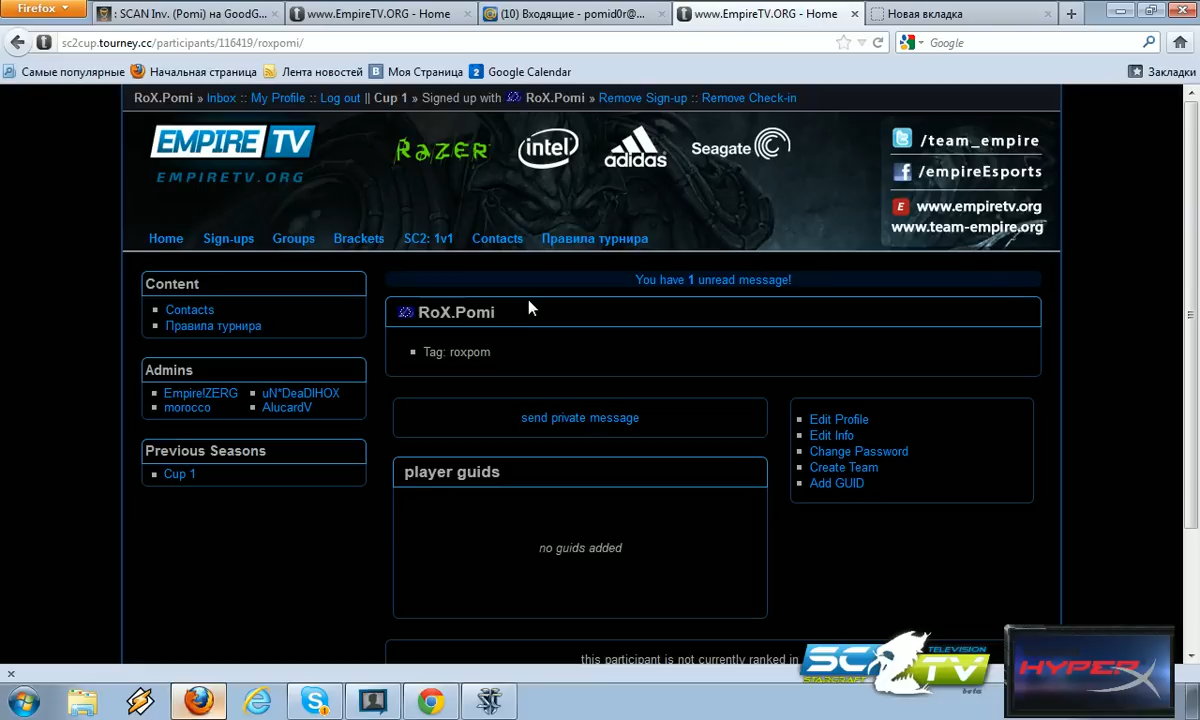 Firefox
: SCAN Inv. (Pomi) на GoodG...
www.EmpireTV.ORG - Home
(10) Входящие - pomid0r@...
www.EmpireTV.ORG - Home
Новая вкладка
sc2cup.tourney.cc/participants/116419/roxpomi/
Google
Самые популярные Начальная страница Лента новостей Моя Страница Google Calendar Закладки
RoX.Pomi » Inbox :: My Profile :: Log out || Cup 1 » Signed up with RoX.Pomi » Remove Sign-up :: Remove Check-in
EMPIRE TV
EMPIRETV.ORG
RAZER
intel
adidas
Seagate
/team_empire
/empireEsports
www.empiretv.org
www.team-empire.org
Home Sign-ups Groups Brackets SC2: 1v1 Contacts Правила турнира
Content
Contacts
Правила турнира
Admins
Empire!ZERG uN*DeaDIHOX
morocco AlucardV
Previous Seasons
Cup 1
You have 1 unread message!
RoX.Pomi
Tag: roxpom
send private message
player guids
no guids added
Edit Profile
Edit Info
Change Password
Create Team
Add GUID
this participant is not currently ranked in
SC TV
TELEVISION
STARCRAFT
beta
HYPERX